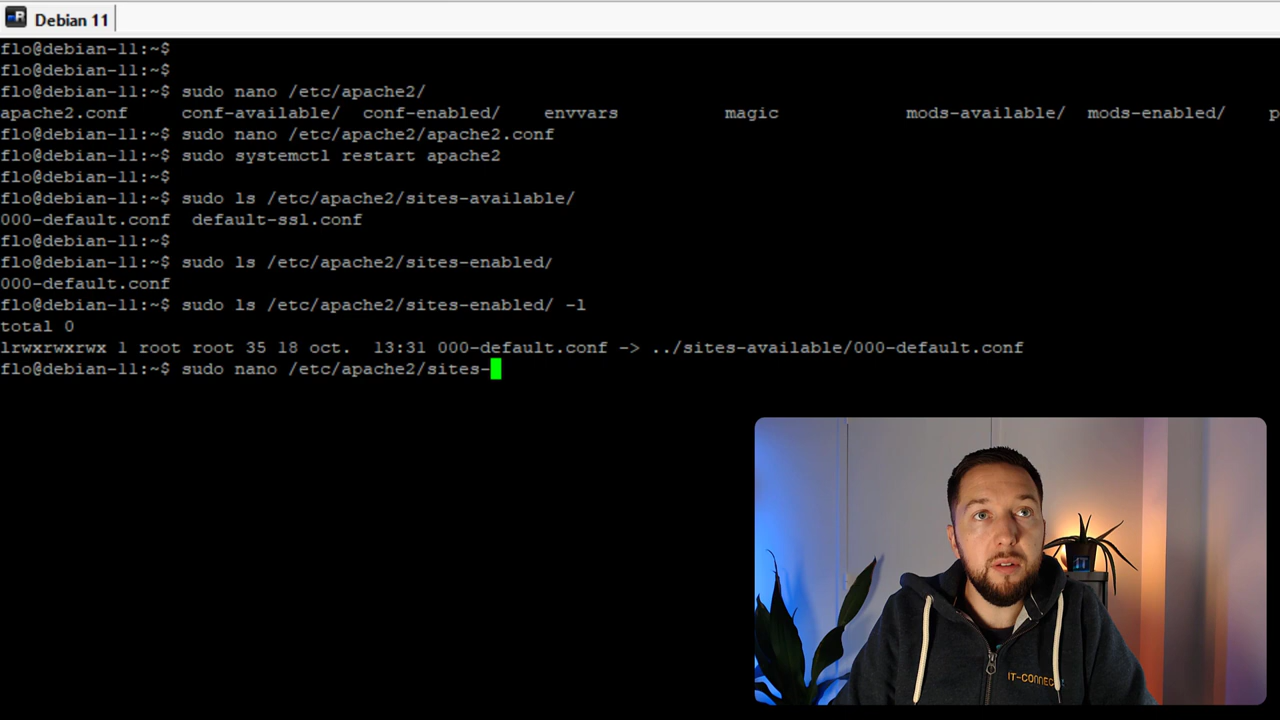 Debian 11
flo@debian-11:~$
flo@debian-11:~$
flo@debian-11:~$ sudo nano /etc/apache2/
apache2.conf conf-available/ conf-enabled/ envvars magic mods-available/ mods-enabled/ p
flo@debian-11:~$ sudo nano /etc/apache2/apache2.conf
flo@debian-11:~$ sudo systemctl restart apache2
flo@debian-11:~$
flo@debian-11:~$ sudo ls /etc/apache2/sites-available/
000-default.conf default-ssl.conf
flo@debian-11:~$
flo@debian-11:~$ sudo ls /etc/apache2/sites-enabled/
000-default.conf
flo@debian-11:~$ sudo ls /etc/apache2/sites-enabled/ -l
total 0
lrwxrwxrwx 1 root root 35 18 oct. 13:31 000-default.conf -> ../sites-available/000-default.conf
flo@debian-11:~$ sudo nano /etc/apache2/sites-
IT
IT-CONNEC